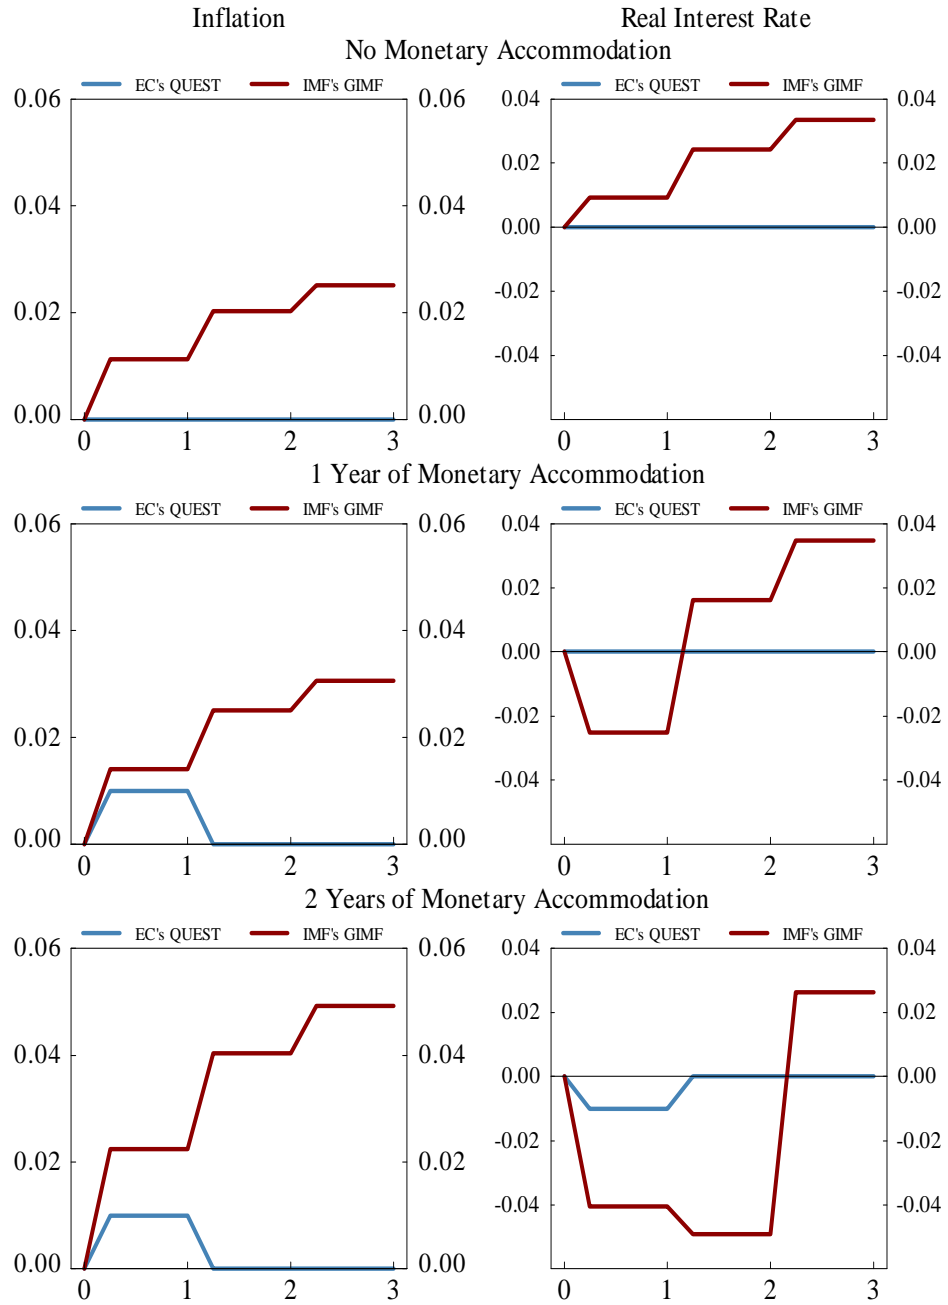 Inflation Real Interest Rate
No Monetary Accommodation
EC's QUEST IMF's GIMF EC's QUEST IMF's GIMF
0.06 0.06 0.04 0.04
0.02 0.02
0.04 0.04
0.00 0.00
0.02 0.02
-0.02 -0.02
-0.04 -0.04
0.00 0.00
0 1 2 3 0 1 2 3
1 Year of Monetary Accommodation
EC's QUEST IMF's GIMF EC's QUEST IMF's GIMF
0.06 0.06 0.04 0.04
0.02 0.02
0.04 0.04
0.00 0.00
0.02 0.02
-0.02 -0.02
-0.04 -0.04
0.00 0.00
0 1 2 3 0 1 2 3
2 Years of Monetary Accommodation
EC's QUEST IMF's GIMF EC's QUEST IMF's GIMF
0.06 0.06 0.04 0.04
0.02 0.02
0.04 0.04
0.00 0.00
0.02 0.02
-0.02 -0.02
-0.04 -0.04
0.00 0.00
0 1 2 3 0 1 2 3